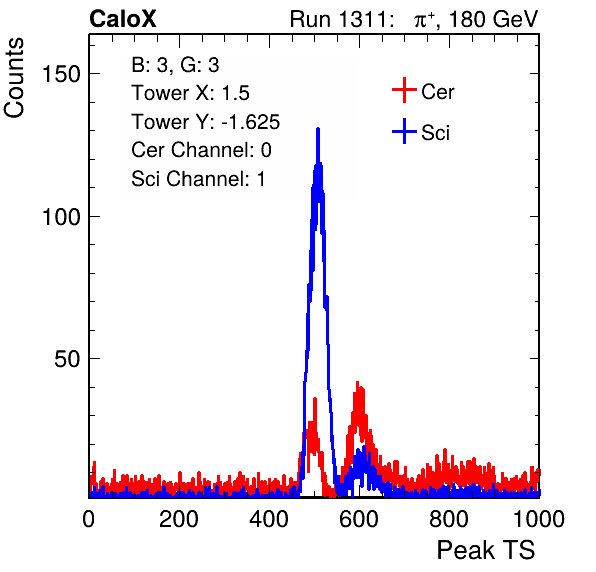 CaloX Run 1311: π⁺, 180 GeV
Counts
B: 3, G: 3
Tower X: 1.5
Tower Y: -1.625
Cer Channel: 0
Sci Channel: 1
Cer
Sci
150
100
50
0 200 400 600 800 1000
Peak TS